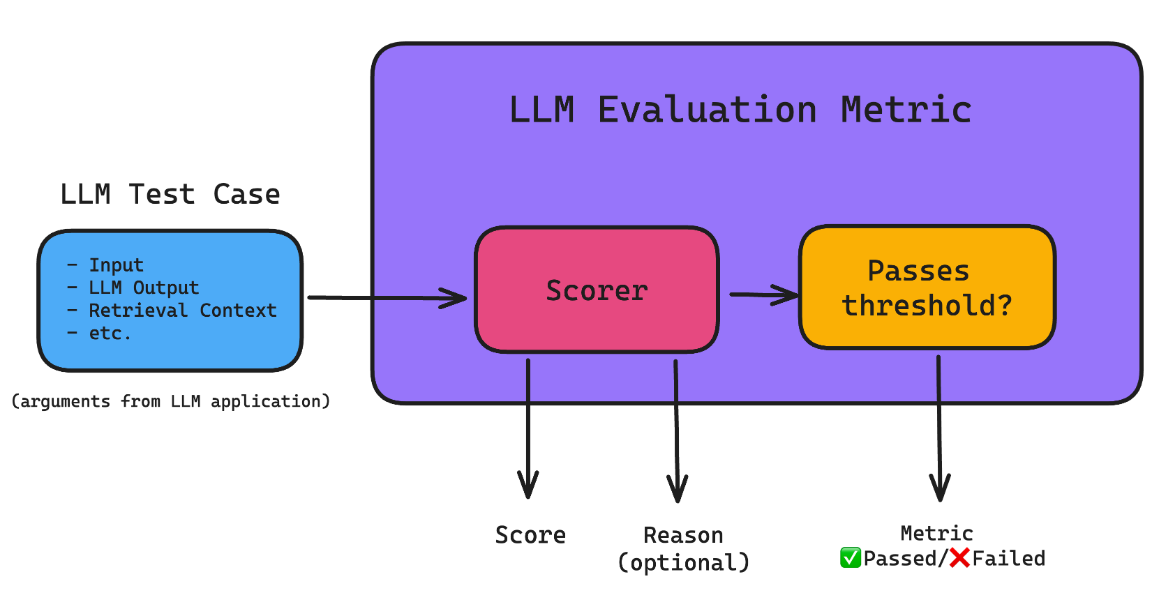 LLM Evaluation Metric
LLM Test Case
- Input
- LLM Output
- Retrieval Context
- etc.
(arguments from LLM application)
Scorer
Passes
threshold?
Score
Reason
(optional)
Metric
✅Passed/❌Failed